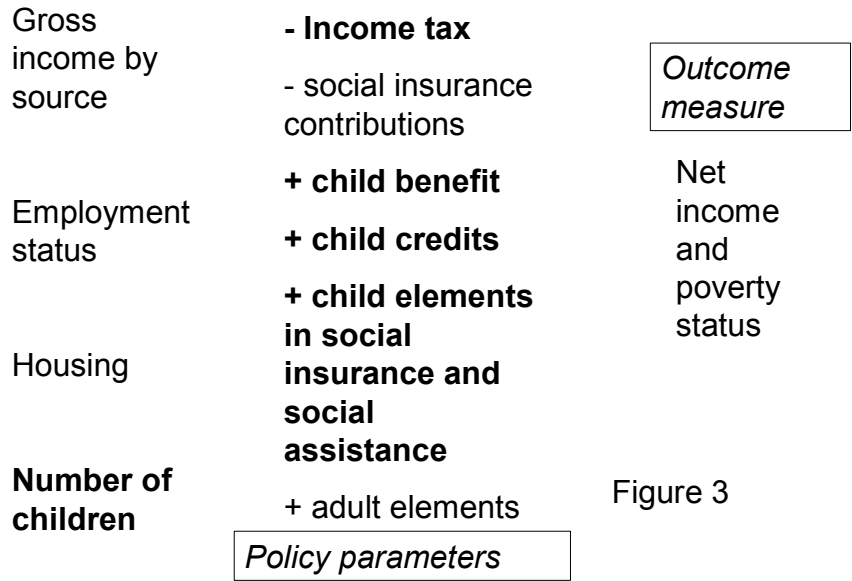 Gross
income by
source
Employment
status
Housing
Number of
children
- Income tax
- social insurance
contributions
+ child benefit
+ child credits
+ child elements
in social
insurance and
social
assistance
+ adult elements
Policy parameters
Outcome
measure
Net
income
and
poverty
status
Figure 3